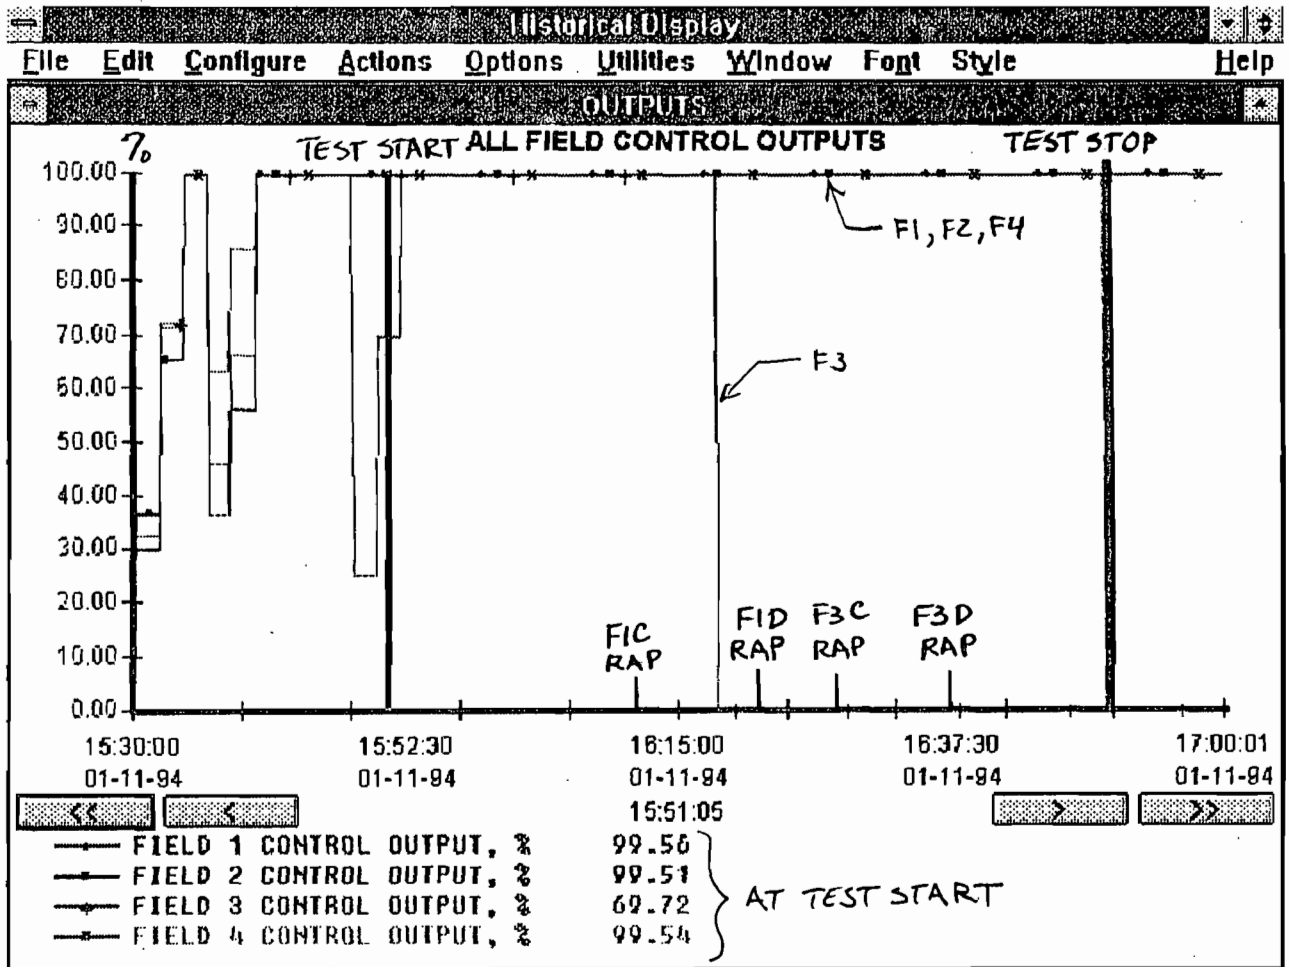 Historical Display
File Edit Configure Actions Options Utilities Window Font Style Help
OUTPUTS
% TEST START ALL FIELD CONTROL OUTPUTS TEST STOP
100.00
90.00
80.00
70.00
60.00
50.00
40.00
30.00
20.00
10.00
0.00
F1, F2, F4
F3
F1C RAP
F1D RAP
F3C RAP
F3D RAP
15:30:00 15:52:30 16:15:00 16:37:30 17:00:01
01-11-94 01-11-94 01-11-94 01-11-94 01-11-94
<< < 15:51:05 > >>
FIELD 1 CONTROL OUTPUT, % 99.56
FIELD 2 CONTROL OUTPUT, % 99.51
FIELD 3 CONTROL OUTPUT, % 69.72
FIELD 4 CONTROL OUTPUT, % 99.54
AT TEST START